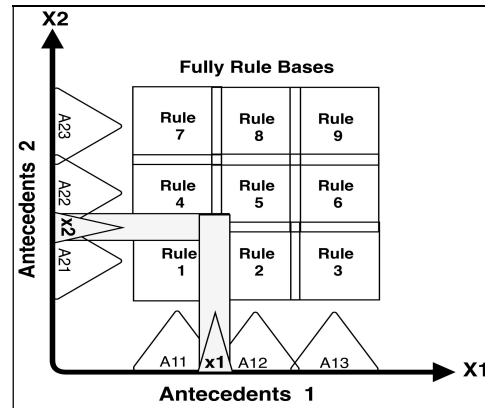 X2
Fully Rule Bases
Rule 7
Rule 8
Rule 9
Rule 4
Rule 5
Rule 6
Rule 1
Rule 2
Rule 3
Antecedents 2
A23
A22
x2
A21
A11
x1
A12
A13
X1
Antecedents 1